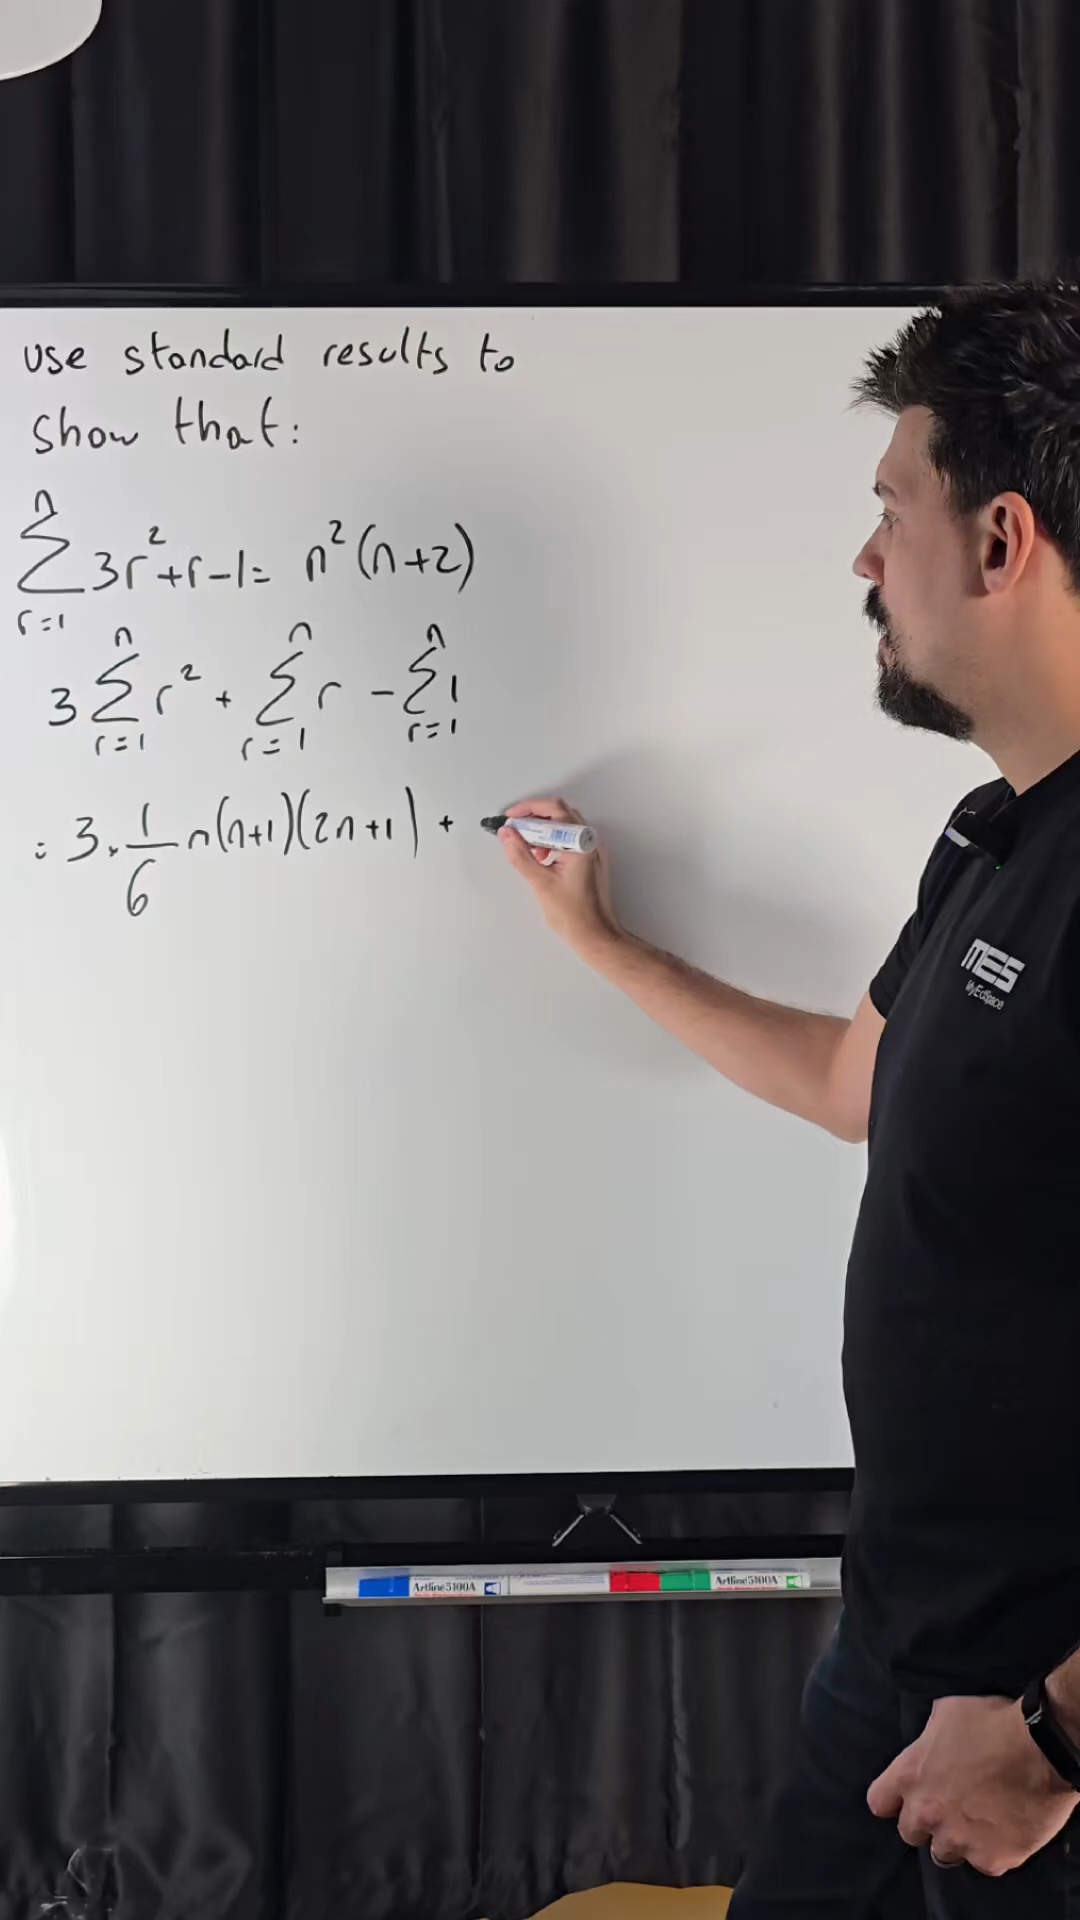 use standard results to
show that:
n
∑ 3r²+r-1= n²(n+2)
r=1
n n n
3∑r² + ∑r -∑1
r=1 r=1 r=1
= 3.1/6 n(n+1)(2n+1) +
MES
MyEdSpace
Artline 5100A Artline 5100A